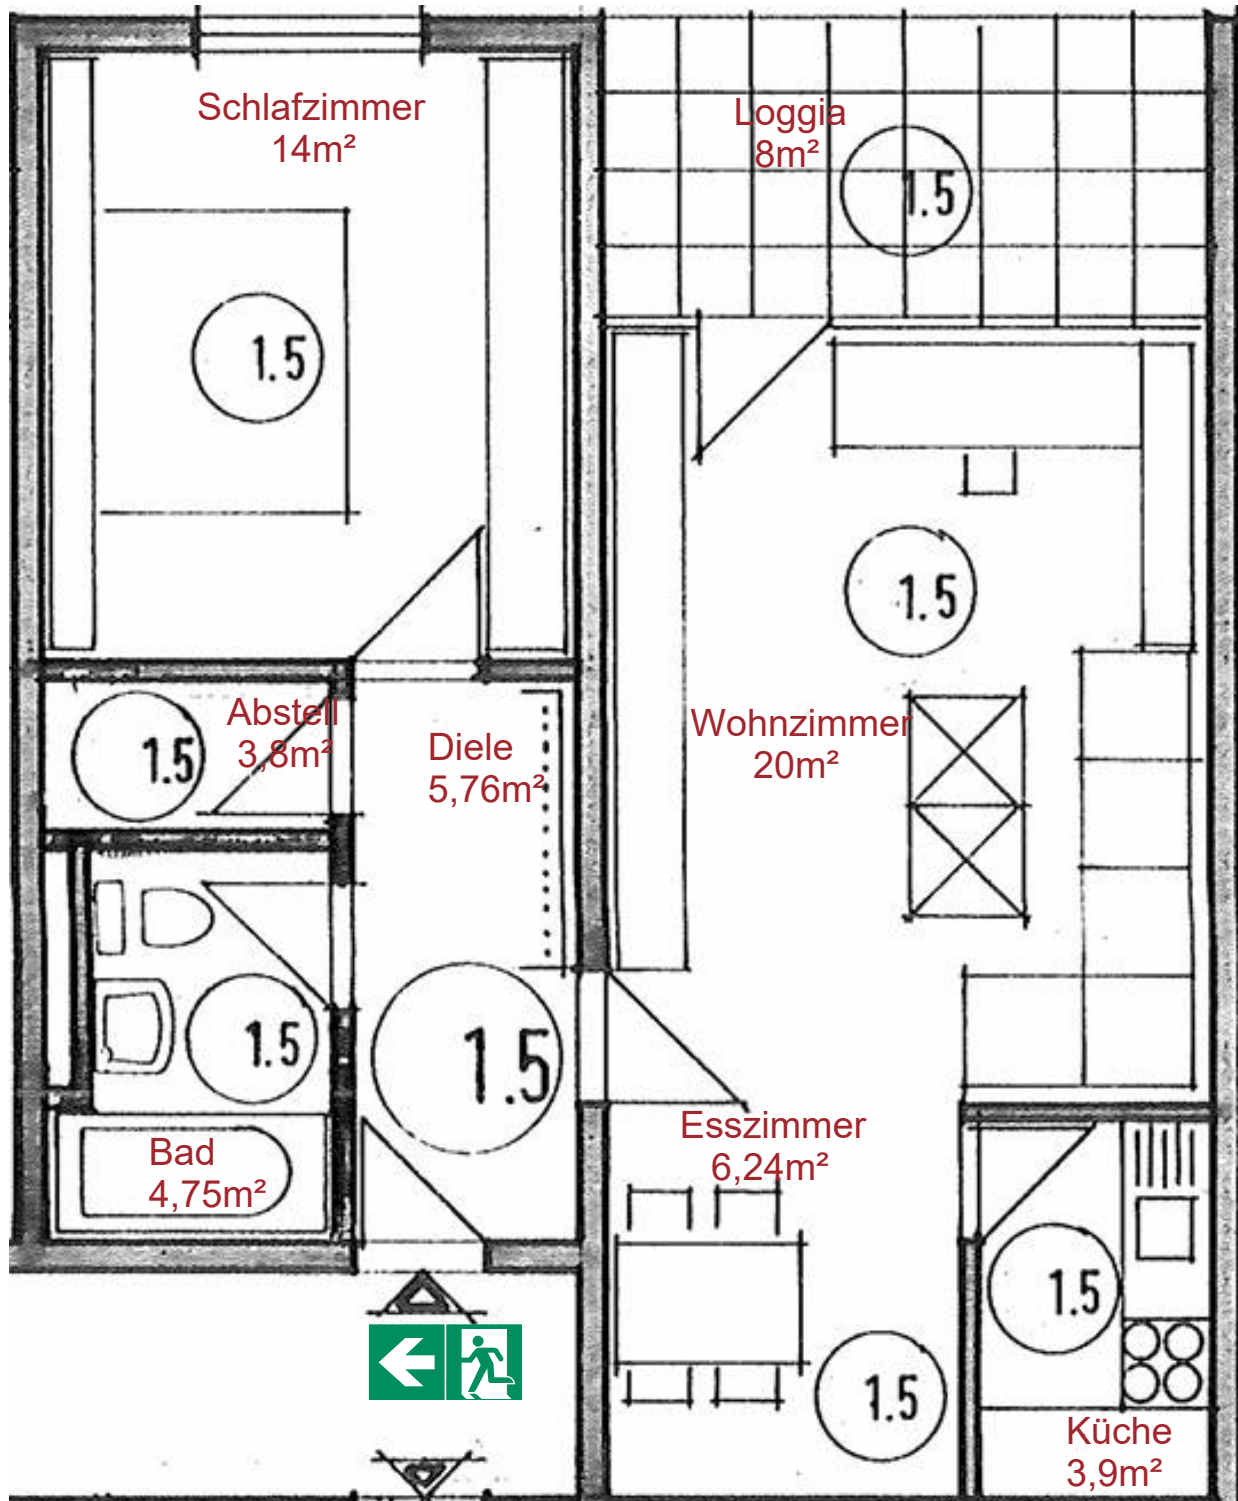 Schlafzimmer
14m²
Loggia
8m²
1.5
1.5
1.5
Abstell
3,8m²
1.5
Diele
5,76m²
Wohnzimmer
20m²
1.5
1.5
Bad
4,75m²
Esszimmer
6,24m²
1.5
1.5
Küche
3,9m²